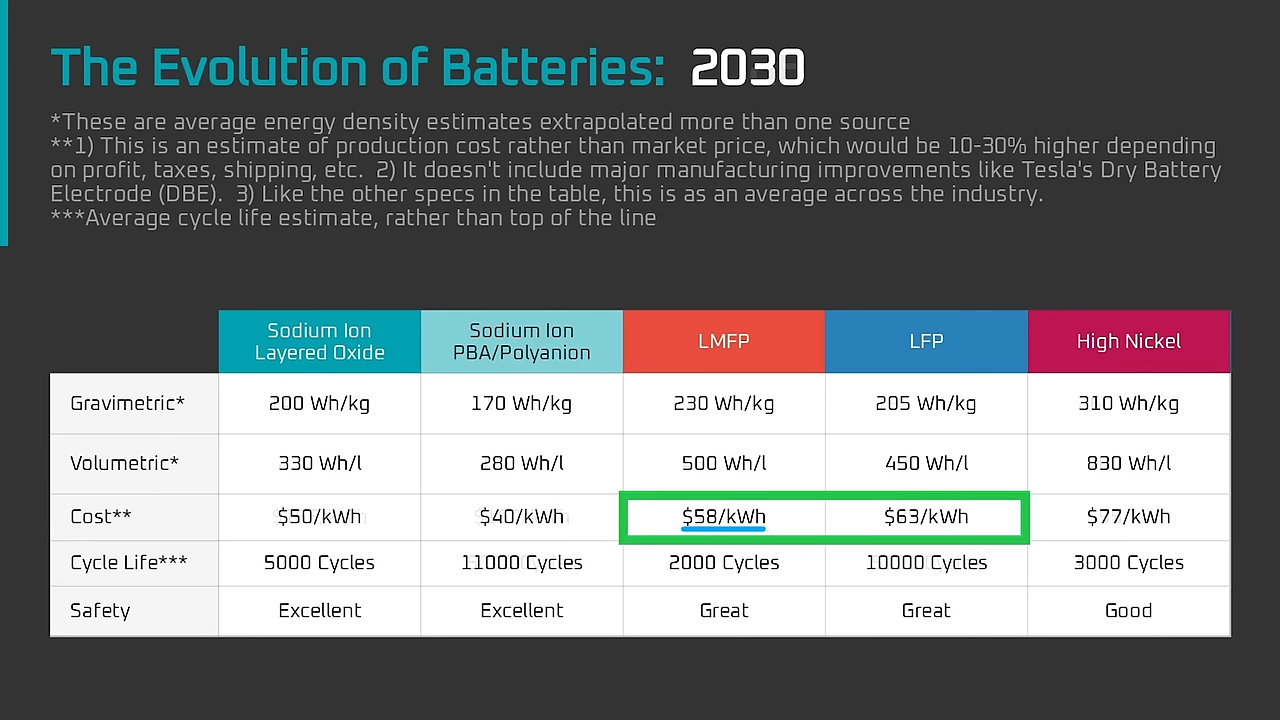 The Evolution of Batteries: 2030
*These are average energy density estimates extrapolated more than one source
**1) This is an estimate of production cost rather than market price, which would be 10-30% higher depending
on profit, taxes, shipping, etc. 2) It doesn't include major manufacturing improvements like Tesla's Dry Battery
Electrode (DBE). 3) Like the other specs in the table, this is as an average across the industry.
***Average cycle life estimate, rather than top of the line
Sodium Ion Layered Oxide Sodium Ion PBA/Polyanion LMFP LFP High Nickel
Gravimetric* 200 Wh/kg 170 Wh/kg 230 Wh/kg 205 Wh/kg 310 Wh/kg
Volumetric* 330 Wh/l 280 Wh/l 500 Wh/l 450 Wh/l 830 Wh/l
Cost** $50/kWh $40/kWh $58/kWh $63/kWh $77/kWh
Cycle Life*** 5000 Cycles 11000 Cycles 2000 Cycles 10000 Cycles 3000 Cycles
Safety Excellent Excellent Great Great Good